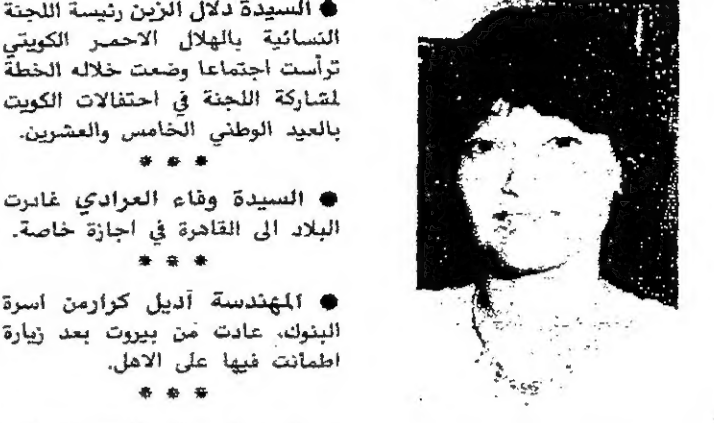 ● السيدة دلال الزبن رئيسة اللجنة
النسائية بالهلال الاحمر الكويتي
ترأست اجتماعا وضعت خلاله الخطة
لمشاركة اللجنة في احتفالات الكويت
بالعيد الوطني الخامس والعشرين.
* * *
● السيدة وفاء العرادي غادرت
البلاد الى القاهرة في اجازة خاصة.
* * *
● المهندسة آديل كرارمن اسرة
البنوك، عادت من بيروت بعد زيارة
اطمأنت فيها على الاهل.
* * *